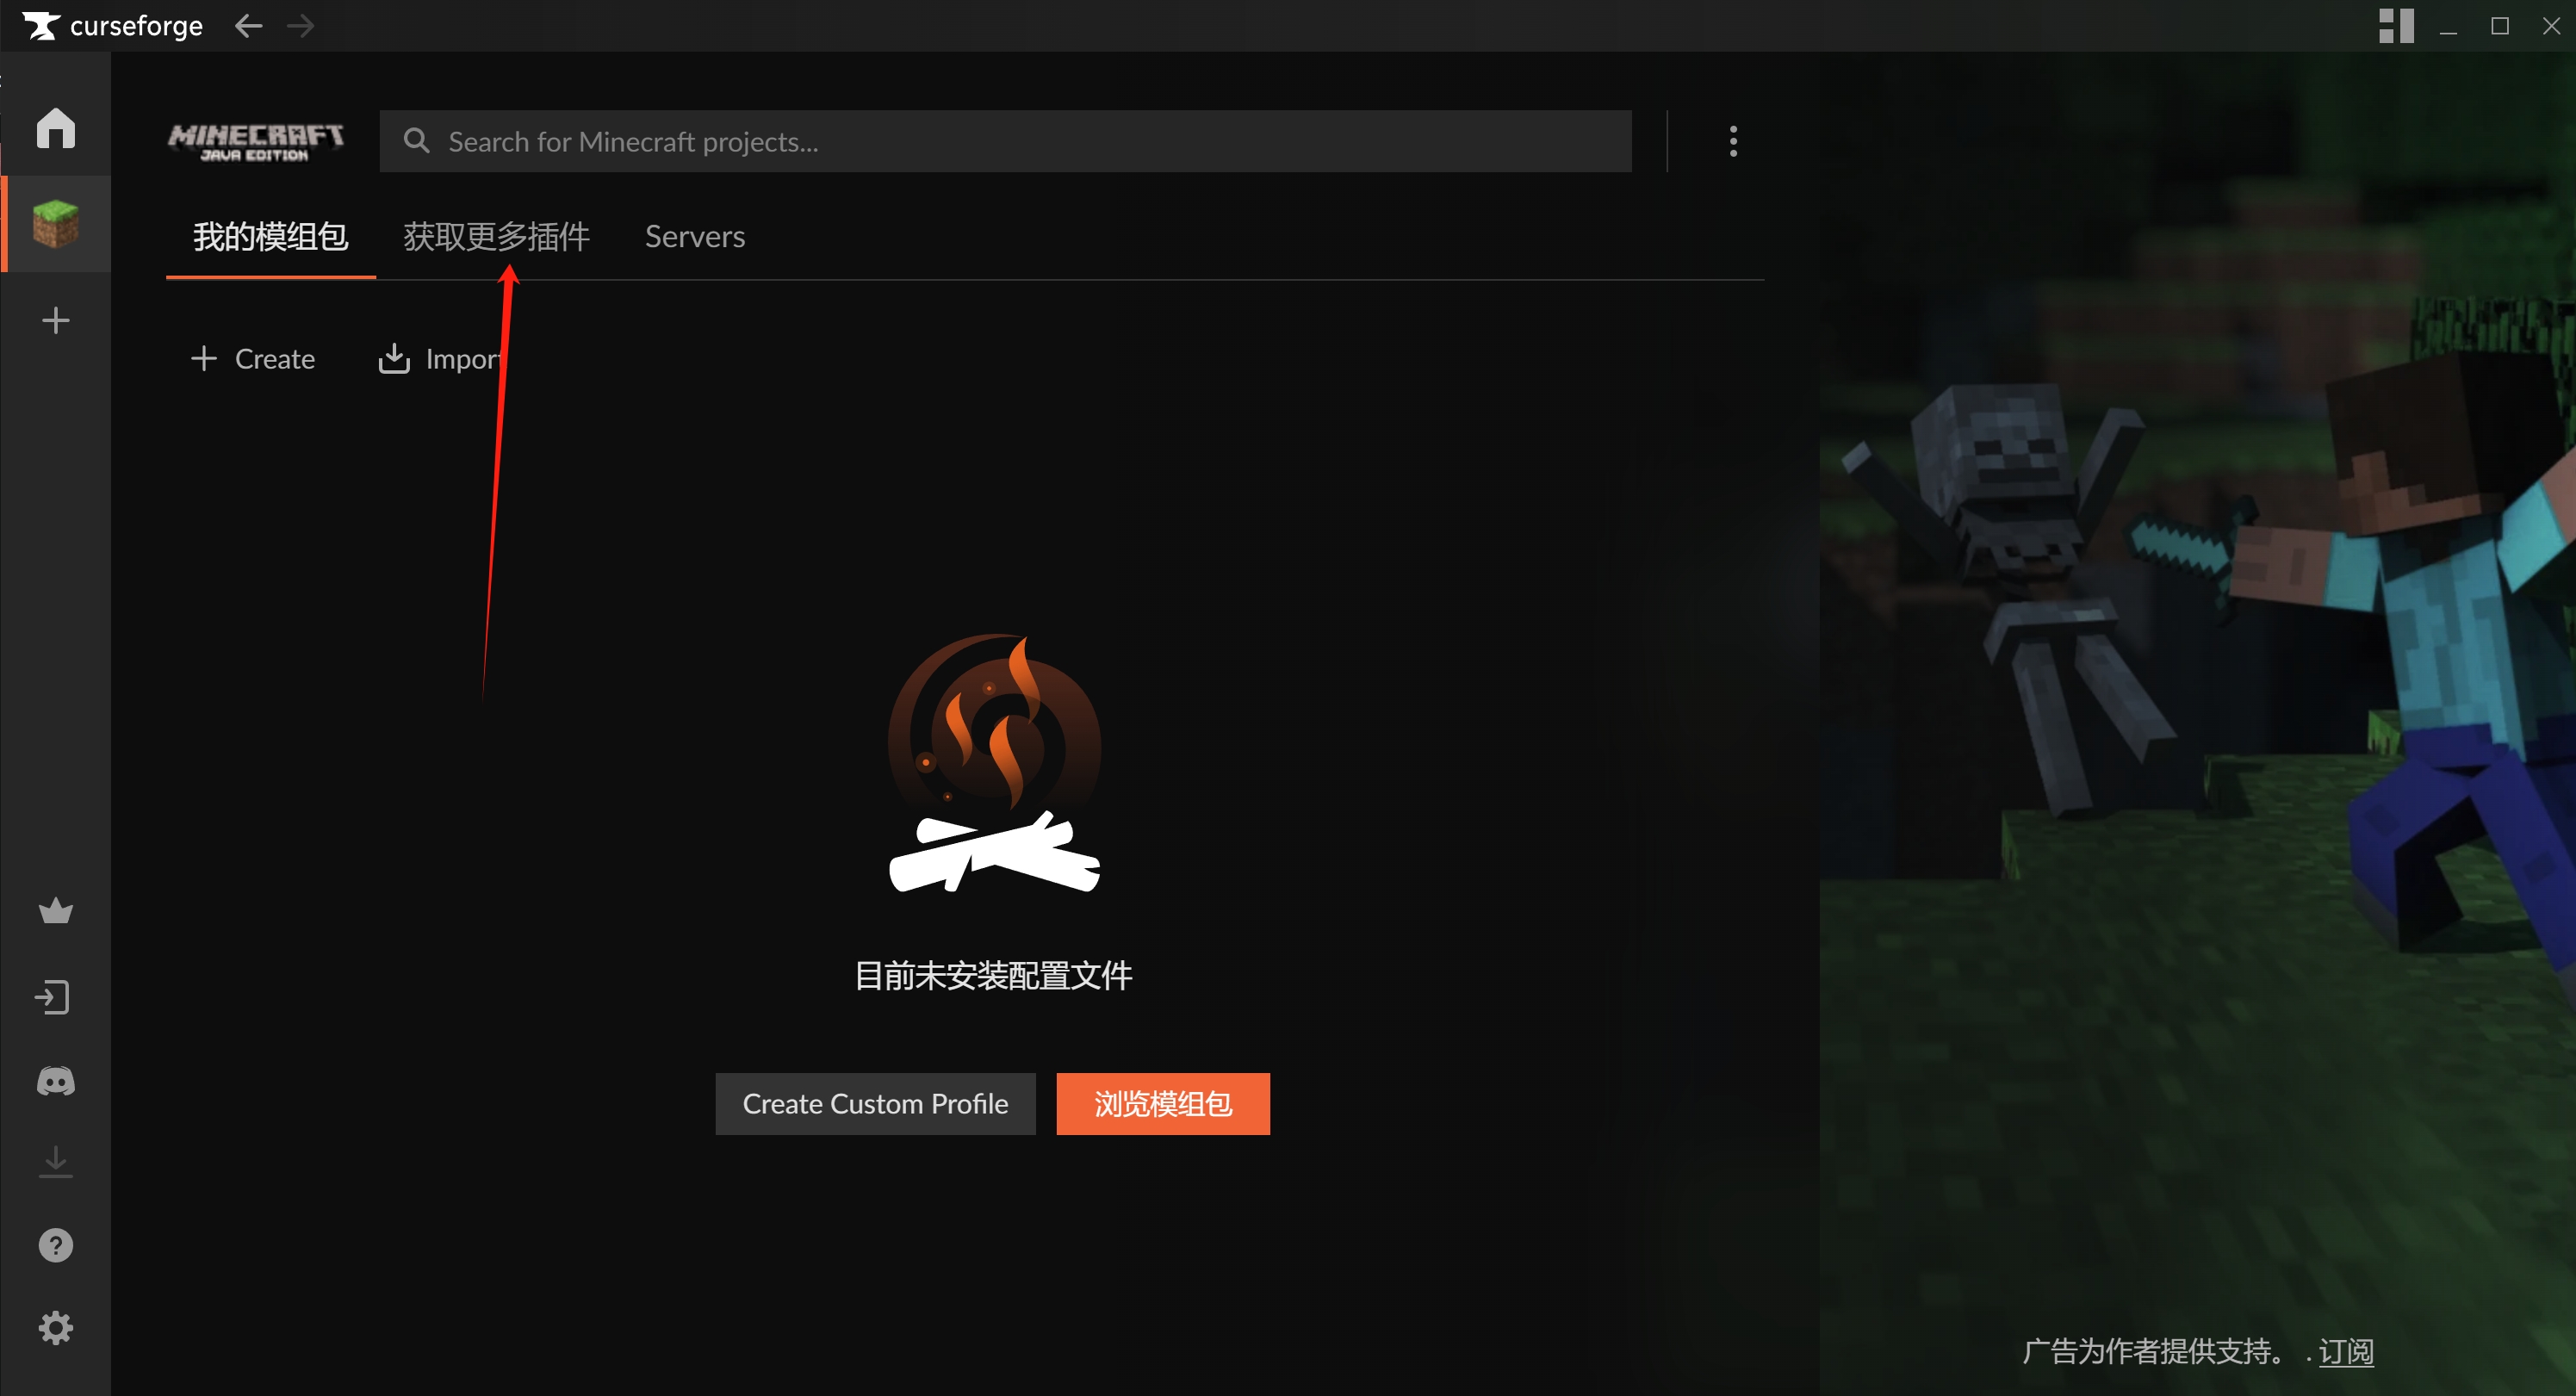 curseforge
MINECRAFT
JAVA EDITION
Search for Minecraft projects...
我的模组包 获取更多插件 Servers
Create Import
目前未安装配置文件
Create Custom Profile 浏览模组包
广告为作者提供支持。 . 订阅